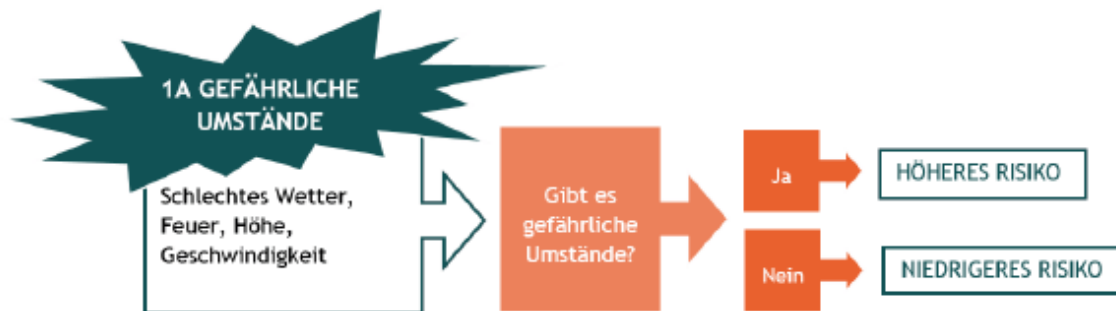 1A GEFÄHRLICHE
UMSTÄNDE
Schlechtes Wetter,
Feuer, Höhe,
Geschwindigkeit
Gibt es
gefährliche
Umstände?
Ja
HÖHERES RISIKO
Nein
NIEDRIGERES RISIKO